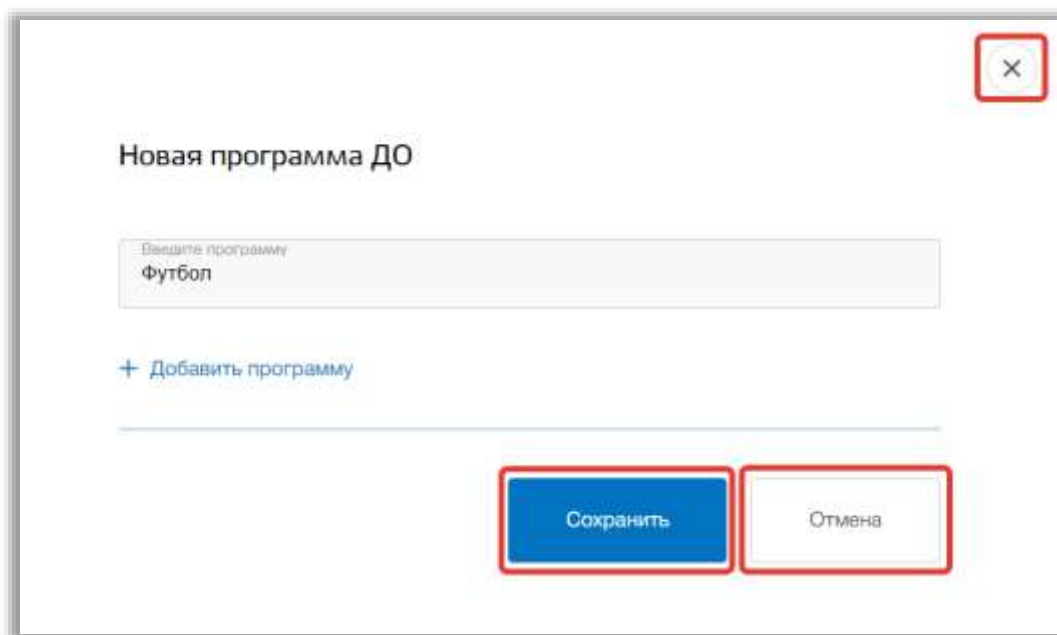 Новая программа ДО
Введите программу
Футбол
+ Добавить программу
Сохранить
Отмена